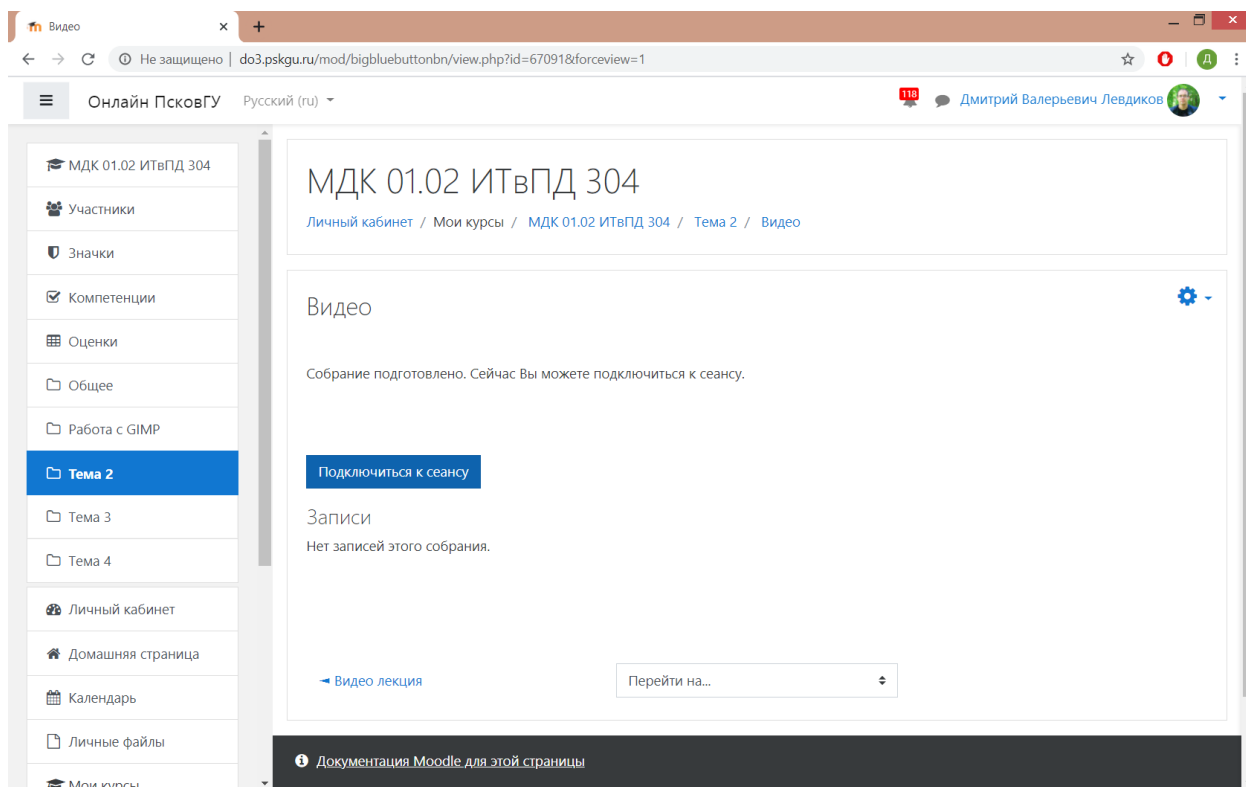 Видео
Не защищено | do3.pskgu.ru/mod/bigbluebuttonbn/view.php?id=67091&forceview=1
Д
Онлайн ПсковГУ
Русский (ru)
118
Дмитрий Валерьевич Левдиков
МДК 01.02 ИТвПД 304
Участники
Значки
Компетенции
Оценки
Общее
Работа с GIMP
Тема 2
Тема 3
Тема 4
Личный кабинет
Домашняя страница
Календарь
Личные файлы
Мои курсы
МДК 01.02 ИТвПД 304
Личный кабинет / Мои курсы / МДК 01.02 ИТвПД 304 / Тема 2 / Видео
Видео
Собрание подготовлено. Сейчас Вы можете подключиться к сеансу.
Подключиться к сеансу
Записи
Нет записей этого собрания.
◄ Видео лекция
Перейти на...
Документация Moodle для этой страницы